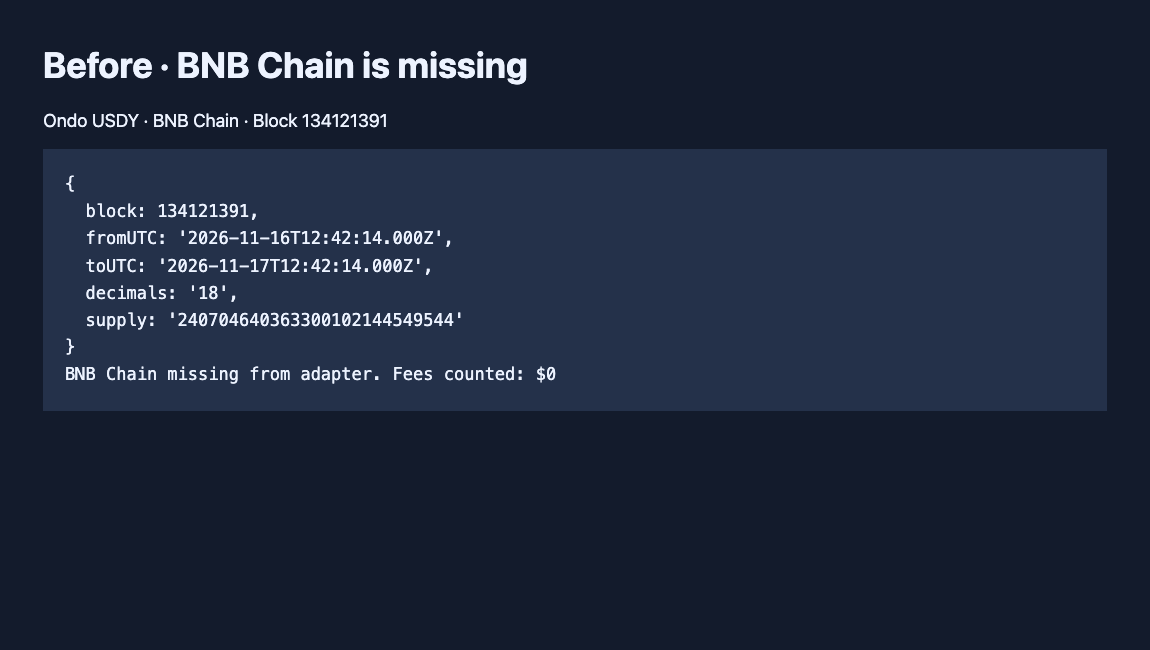 Before · BNB Chain is missing
Ondo USDY · BNB Chain · Block 134121391
{
  block: 134121391,
  fromUTC: '2026-11-16T12:42:14.000Z',
  toUTC: '2026-11-17T12:42:14.000Z',
  decimals: '18',
  supply: '2407046403633001021445​49544'
}
BNB Chain missing from adapter. Fees counted: $0